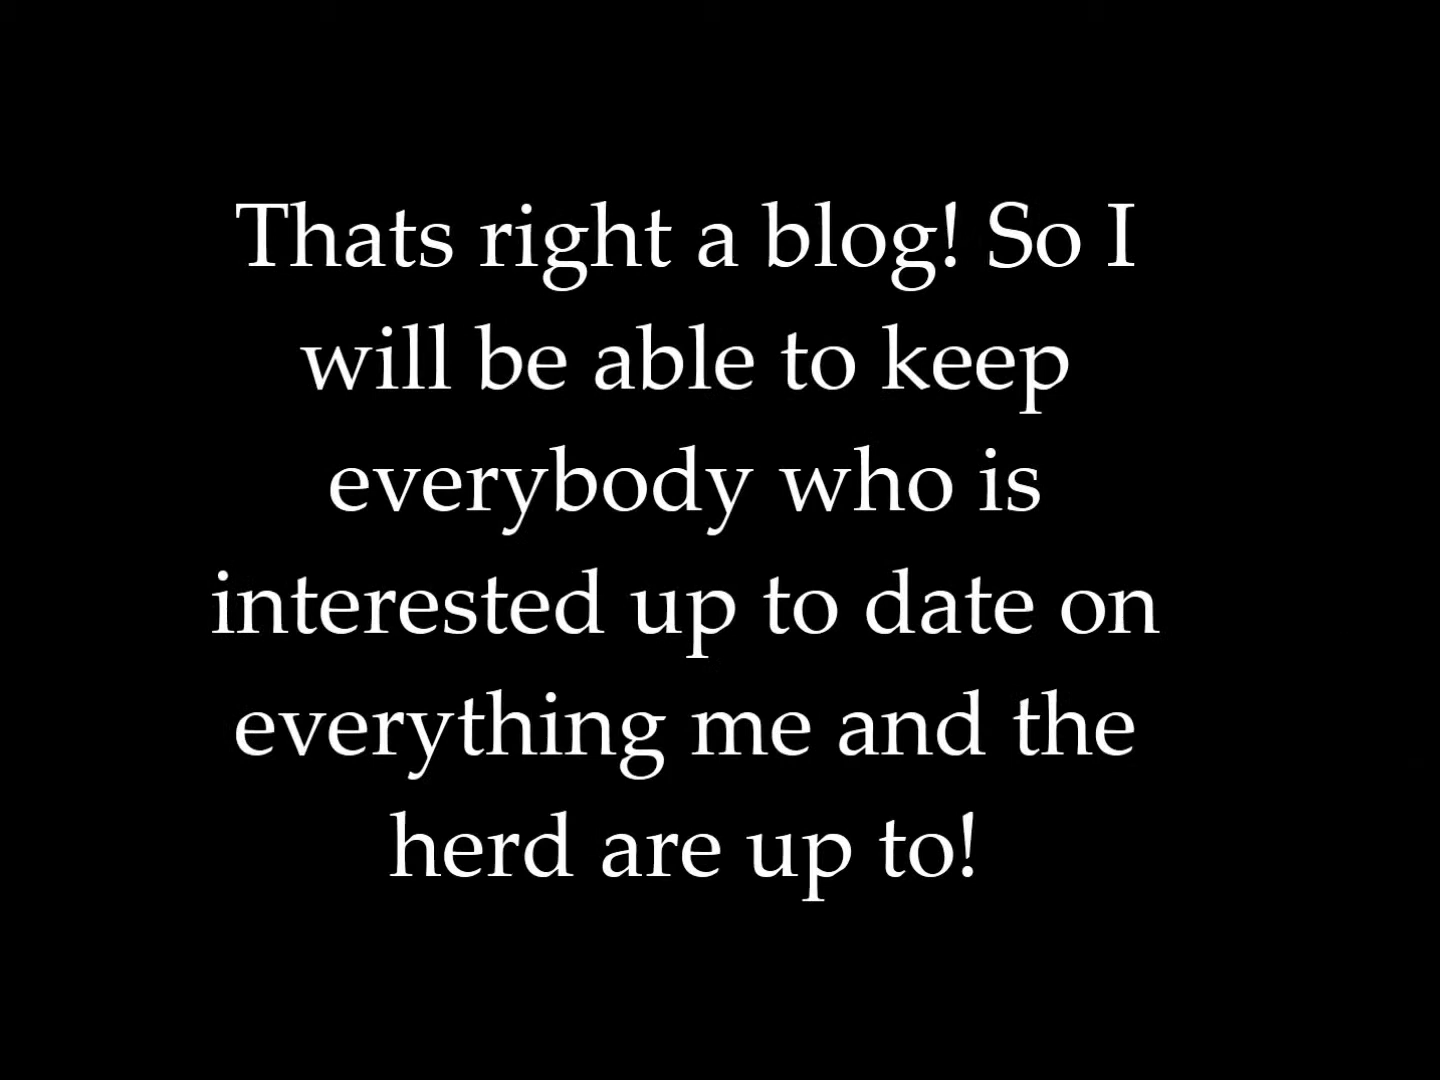 Thats right a blog! So I
will be able to keep
everybody who is
interested up to date on
everything me and the
herd are up to!